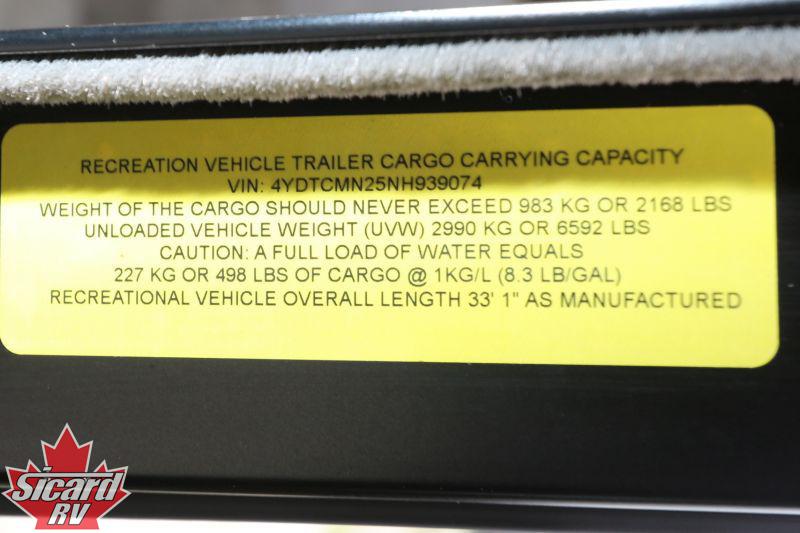 RECREATION VEHICLE TRAILER CARGO CARRYING CAPACITY
VIN: 4YDTCMN25NH939074
WEIGHT OF THE CARGO SHOULD NEVER EXCEED 983 KG OR 2168 LBS
UNLOADED VEHICLE WEIGHT (UVW) 2990 KG OR 6592 LBS
CAUTION: A FULL LOAD OF WATER EQUALS
227 KG OR 498 LBS OF CARGO @ 1KG/L (8.3 LB/GAL)
RECREATIONAL VEHICLE OVERALL LENGTH 33' 1" AS MANUFACTURED
Sicard
RV